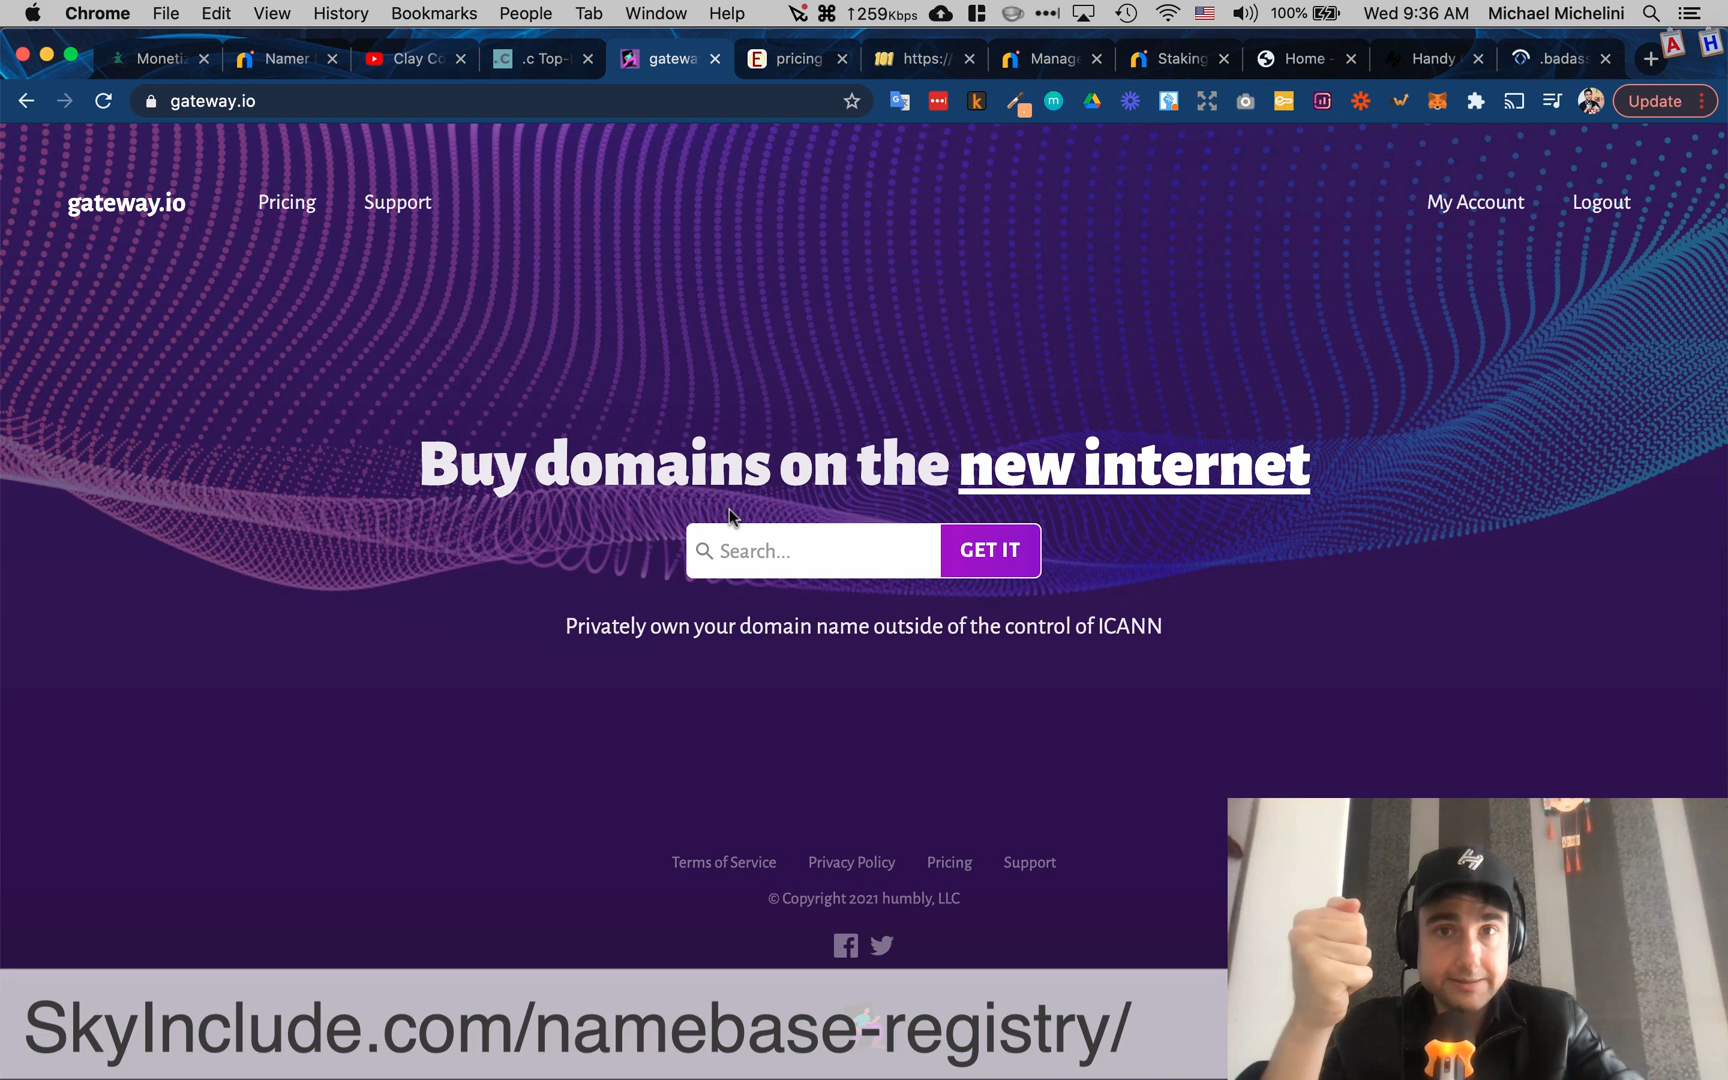 Chrome File Edit View History Bookmarks People Tab Window Help ↑259Kbps 100% Wed 9:36 AM Michael Michelini
Moneti Namer Clay Co .c Top- gatewa pricing https:// Manage Staking Home - Handy .badas
gateway.io Update
gateway.io Pricing Support My Account Logout
Buy domains on the new internet
Search... GET IT
Privately own your domain name outside of the control of ICANN
Terms of Service Privacy Policy Pricing Support
© Copyright 2021 humbly, LLC
SkyInclude.com/namebase-registry/